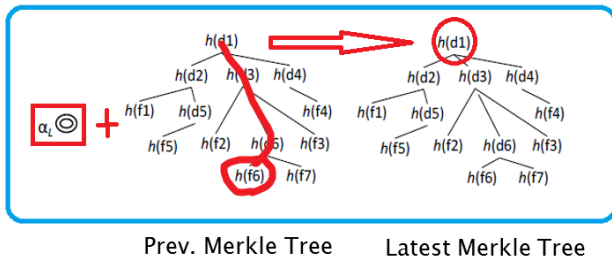 h(d1) h(d1)
h(d2) h(d3) h(d4) h(d2) h(d3) h(d4)
h(f1) h(d5) h(f4) h(f1) h(d5) h(f4)
α_L +
h(f5) h(f2) h(d6) h(f3) h(f5) h(f2) h(d6) h(f3)
h(f6) h(f7) h(f6) h(f7)
Prev. Merkle Tree Latest Merkle Tree